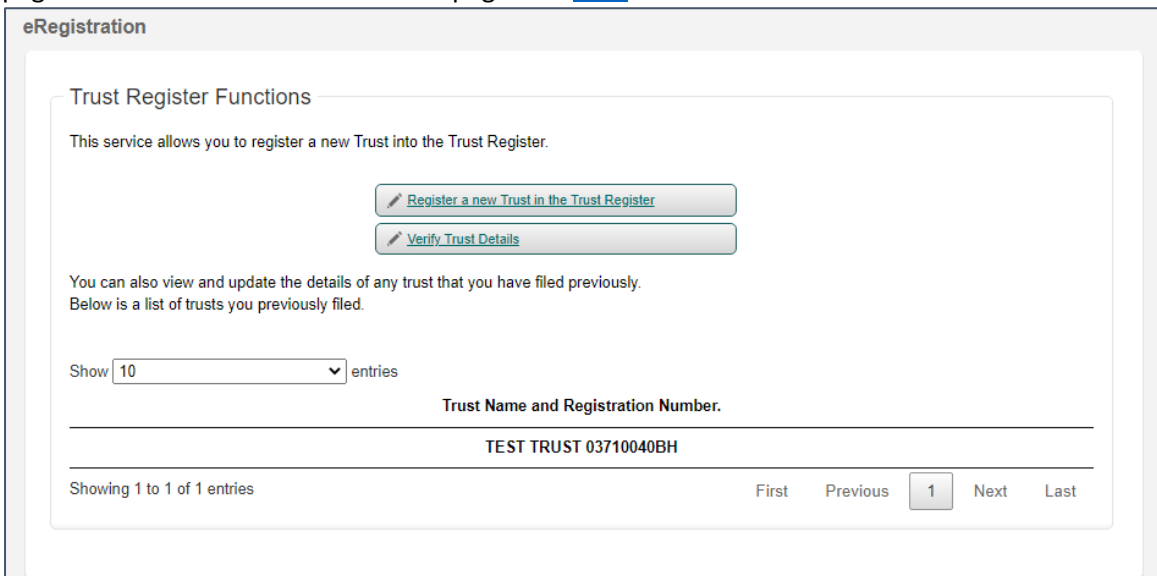 eRegistration
Trust Register Functions
This service allows you to register a new Trust into the Trust Register.
Register a new Trust in the Trust Register
Verify Trust Details
You can also view and update the details of any trust that you have filed previously.
Below is a list of trusts you previously filed.
Show 10 entries
Trust Name and Registration Number.
TEST TRUST 03710040BH
Showing 1 to 1 of 1 entries First Previous 1 Next Last